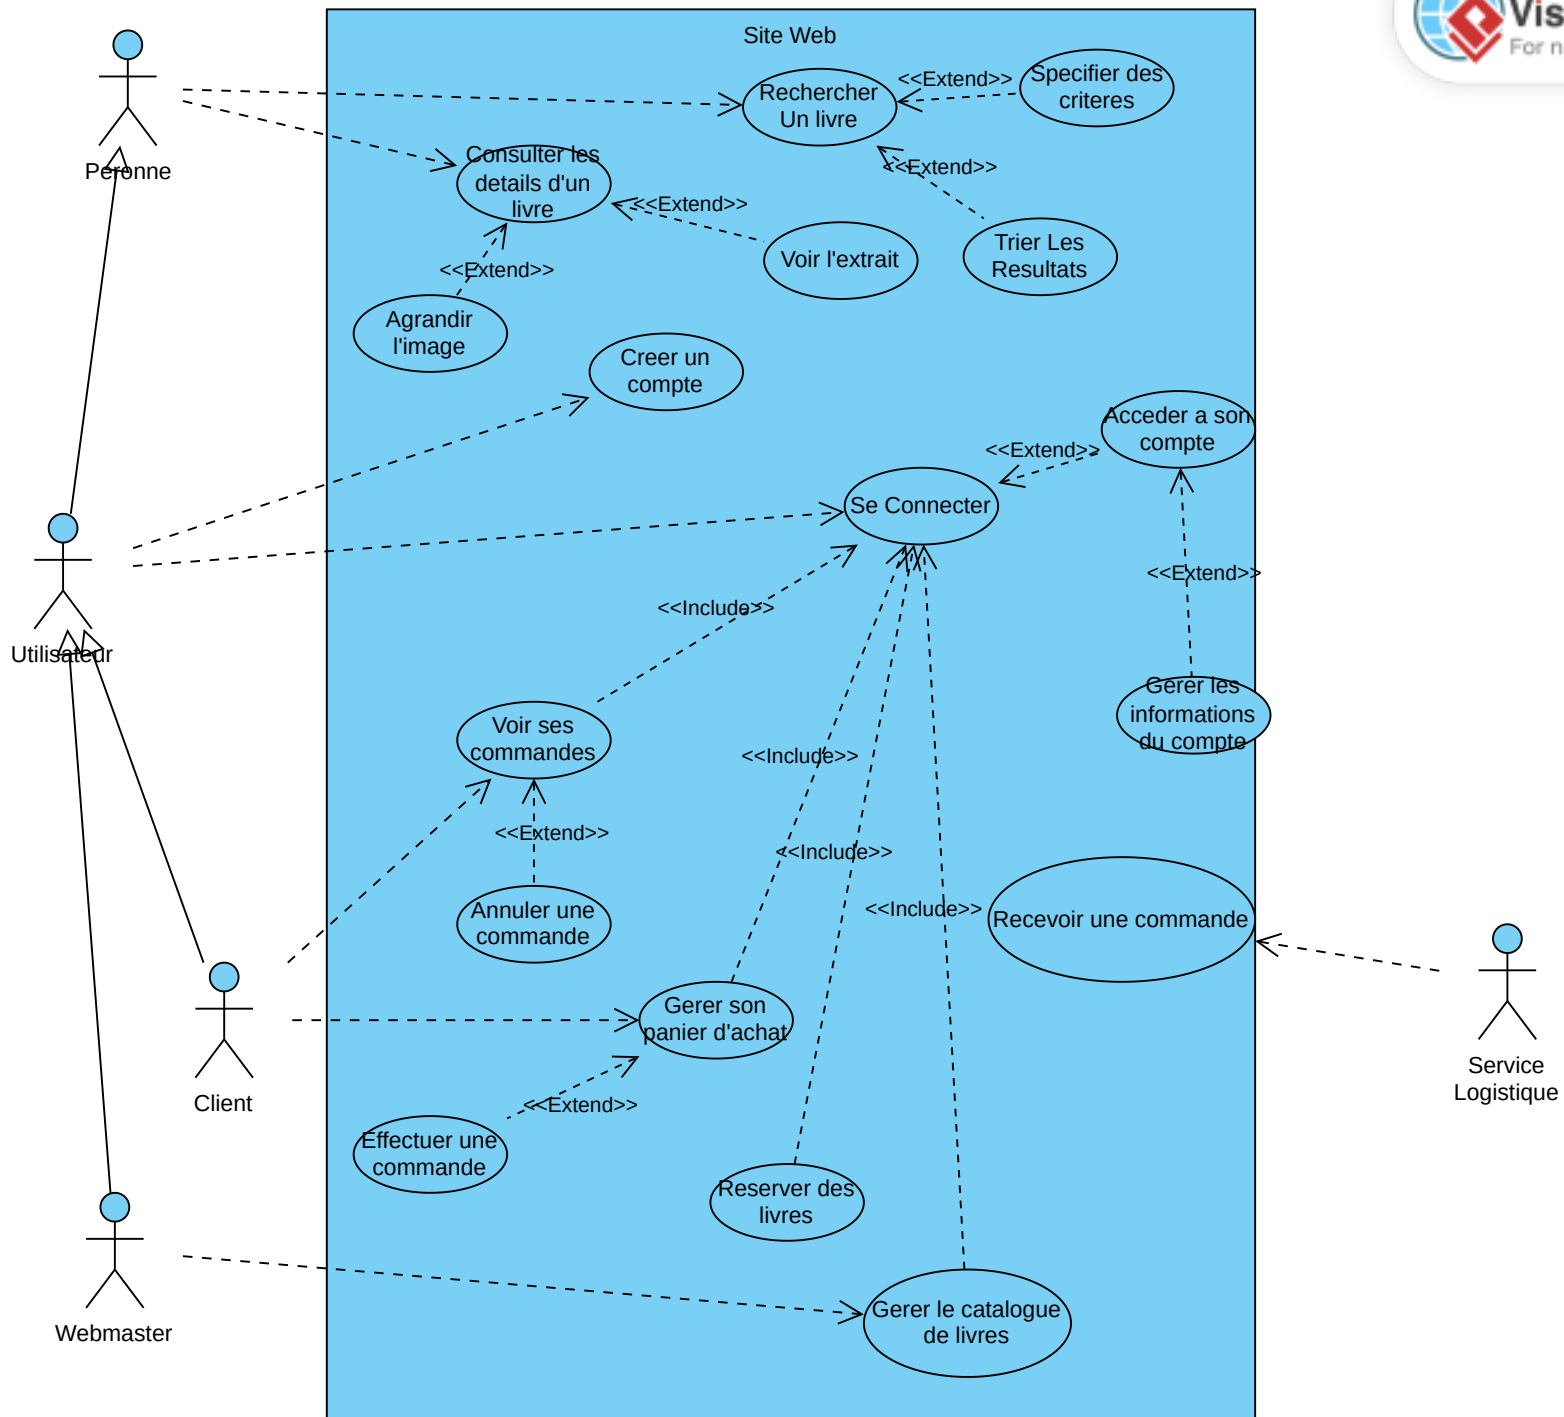 Site Web
Vis
For n
Peronne
Rechercher
Un livre
<<Extend>>
Specifier des
criteres
Consulter les
details d'un
livre
<<Extend>>
<<Extend>>
Trier Les
Resultats
Voir l'extrait
<<Extend>>
Agrandir
l'image
Creer un
compte
Acceder a son
compte
<<Extend>>
Se Connecter
<<Extend>>
Utilisateur
<<Include>>
Gerer les
informations
du compte
Voir ses
commandes
<<Include>>
<<Extend>>
<<Include>>
<<Include>>
Annuler une
commande
Recevoir une commande
Gerer son
panier d'achat
Client
Service
Logistique
<<Extend>>
Effectuer une
commande
Reserver des
livres
Webmaster
Gerer le catalogue
de livres